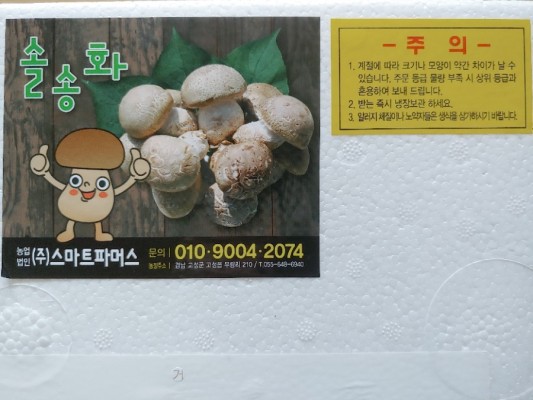 솔송화
농업
법인 (주)스마트파머스
문의 | 010·9004·2074
농장주소 | 경남 고성군 고성읍 우량리 210 / T.055-648-6940
- 주 의 -
1. 계절에 따라 크기나 모양이 약간 차이가 날 수
있습니다. 주문 등급 물량 부족 시 상위 등급과
혼용하여 보내 드립니다.
2. 받는 즉시 냉장보관 하세요.
3. 알러지 체질이나 노약자들은 생식을 삼가하시기 바랍니다.
거